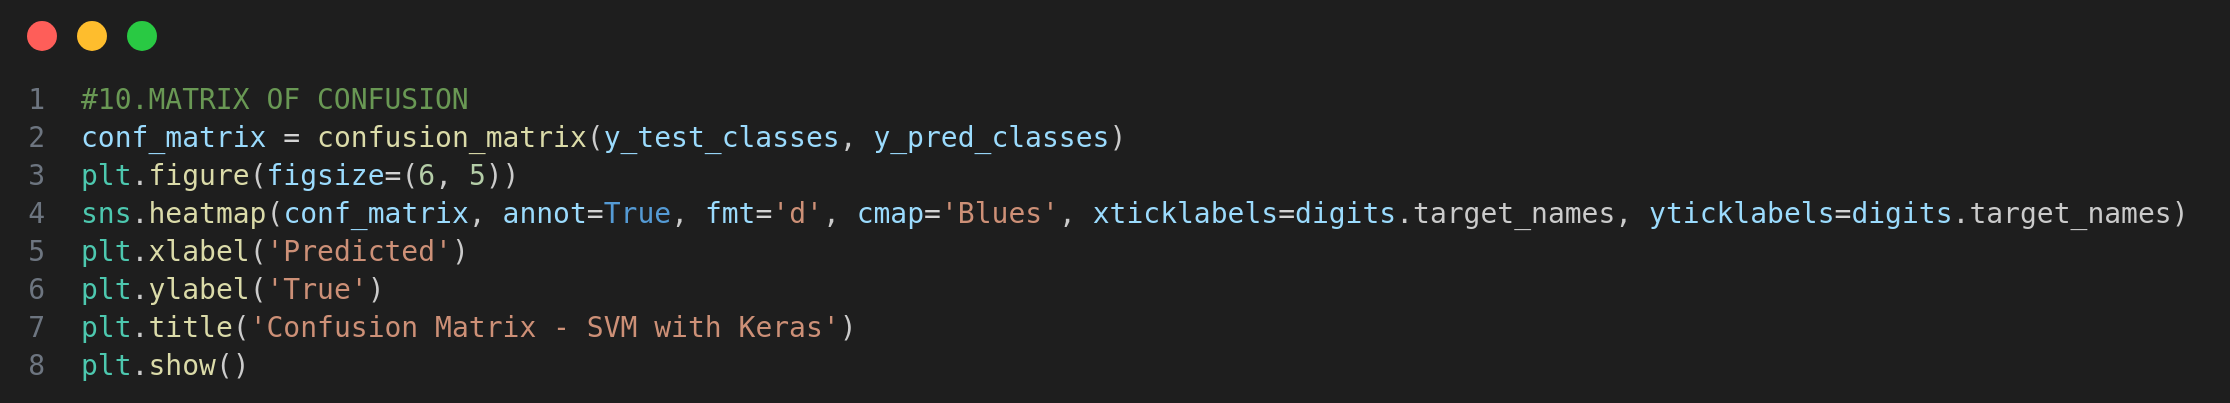 1 #10.MATRIX OF CONFUSION
2 conf_matrix = confusion_matrix(y_test_classes, y_pred_classes)
3 plt.figure(figsize=(6, 5))
4 sns.heatmap(conf_matrix, annot=True, fmt='d', cmap='Blues', xticklabels=digits.target_names, yticklabels=digits.target_names)
5 plt.xlabel('Predicted')
6 plt.ylabel('True')
7 plt.title('Confusion Matrix - SVM with Keras')
8 plt.show()